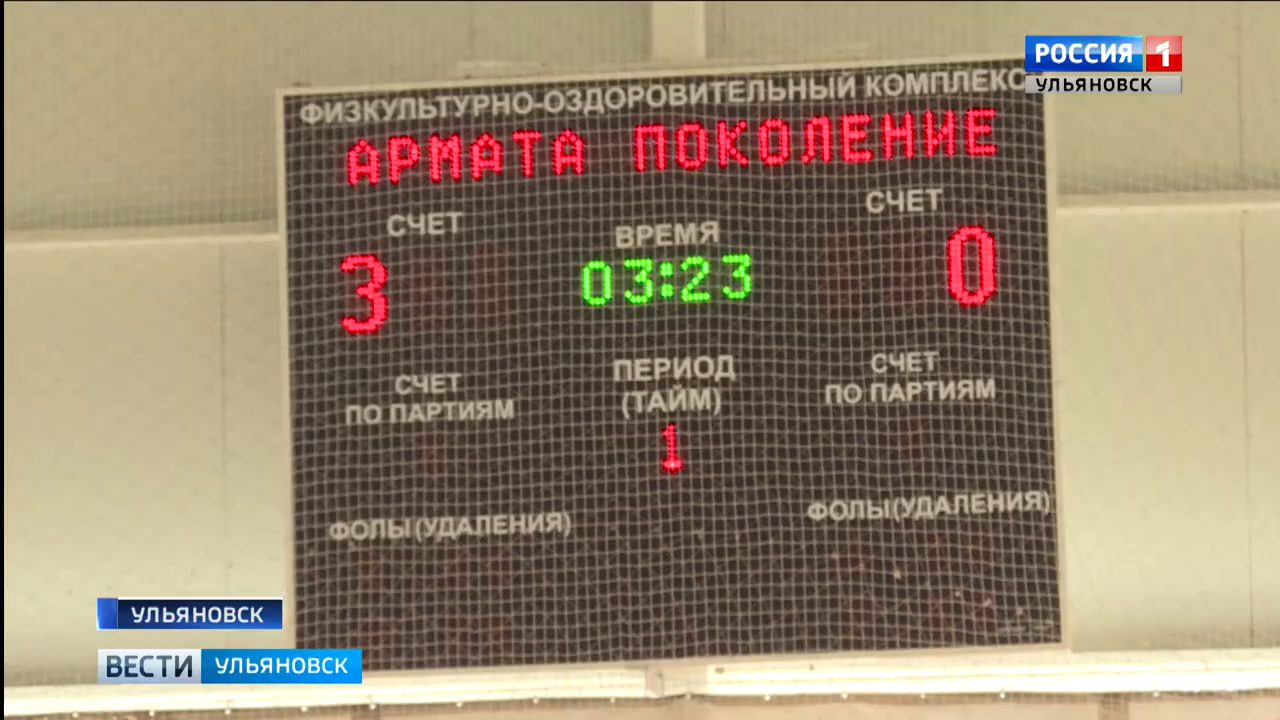 РОССИЯ 1
УЛЬЯНОВСК
ФИЗКУЛЬТУРНО-ОЗДОРОВИТЕЛЬНЫЙ КОМПЛЕКС
АРМАТА ПОКОЛЕНИЕ
СЧЕТ
ВРЕМЯ
СЧЕТ
3
03:23
0
СЧЕТ
ПО ПАРТИЯМ
ПЕРИОД
(ТАЙМ)
1
СЧЕТ
ПО ПАРТИЯМ
ФОЛЫ(УДАЛЕНИЯ)
ФОЛЫ(УДАЛЕНИЯ)
УЛЬЯНОВСК
ВЕСТИ УЛЬЯНОВСК